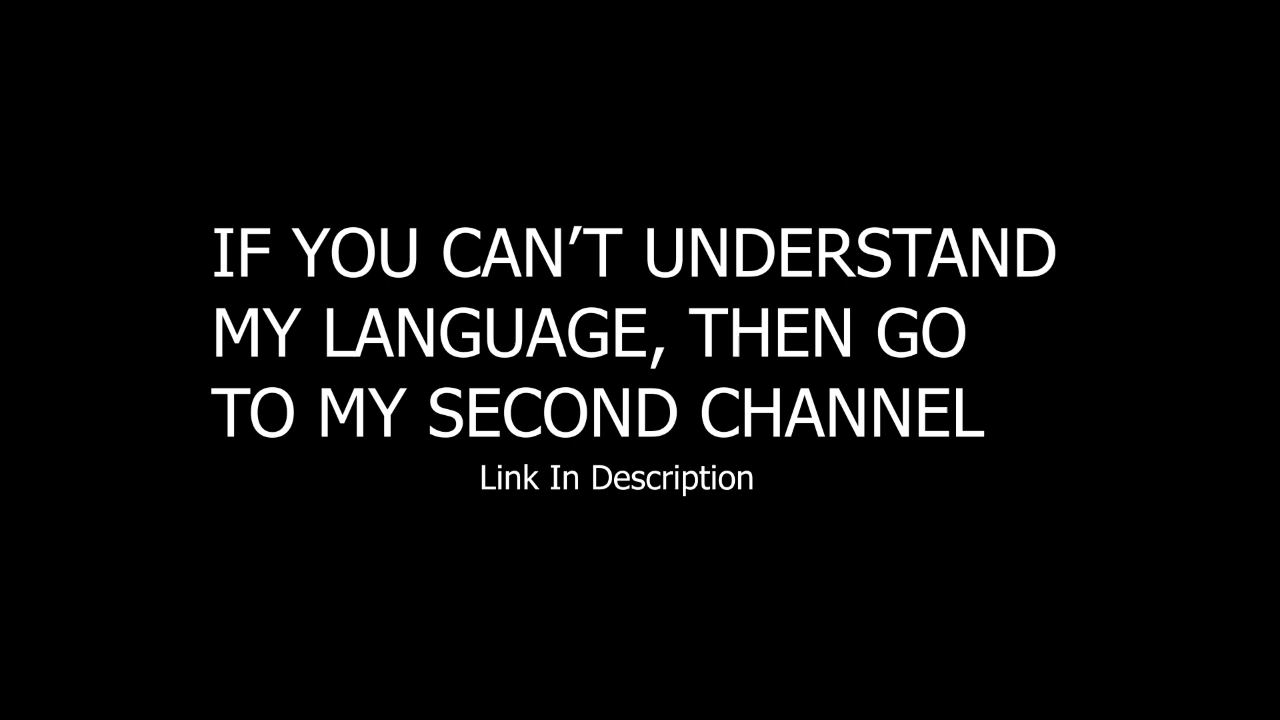 IF YOU CAN’T UNDERSTAND
MY LANGUAGE, THEN GO
TO MY SECOND CHANNEL
Link In Description